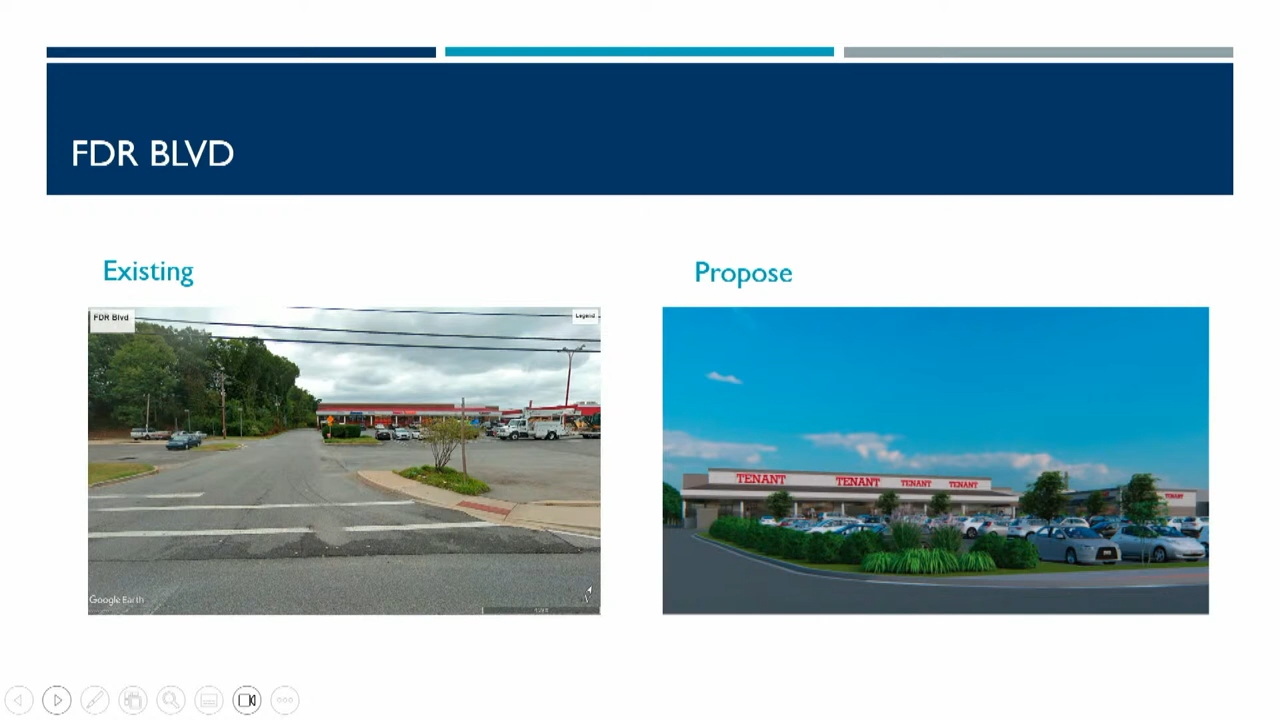 FDR BLVD
Existing
Propose
FDR Blvd
Legend
Google Earth
TENANT
TENANT
TENANT
TENANT
TENANT